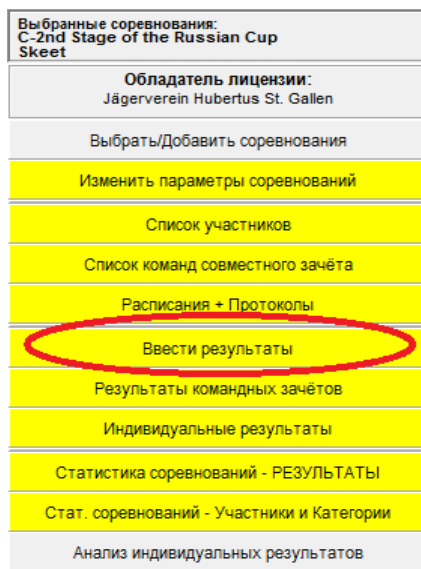 Выбранные соревнования:
C-2nd Stage of the Russian Cup
Skeet
Обладатель лицензии:
Jägerverein Hubertus St. Gallen
Выбрать/Добавить соревнования
Изменить параметры соревнований
Список участников
Список команд совместного зачёта
Расписания + Протоколы
Ввести результаты
Результаты командных зачётов
Индивидуальные результаты
Статистика соревнований - РЕЗУЛЬТАТЫ
Стат. соревнований - Участники и Категории
Анализ индивидуальных результатов